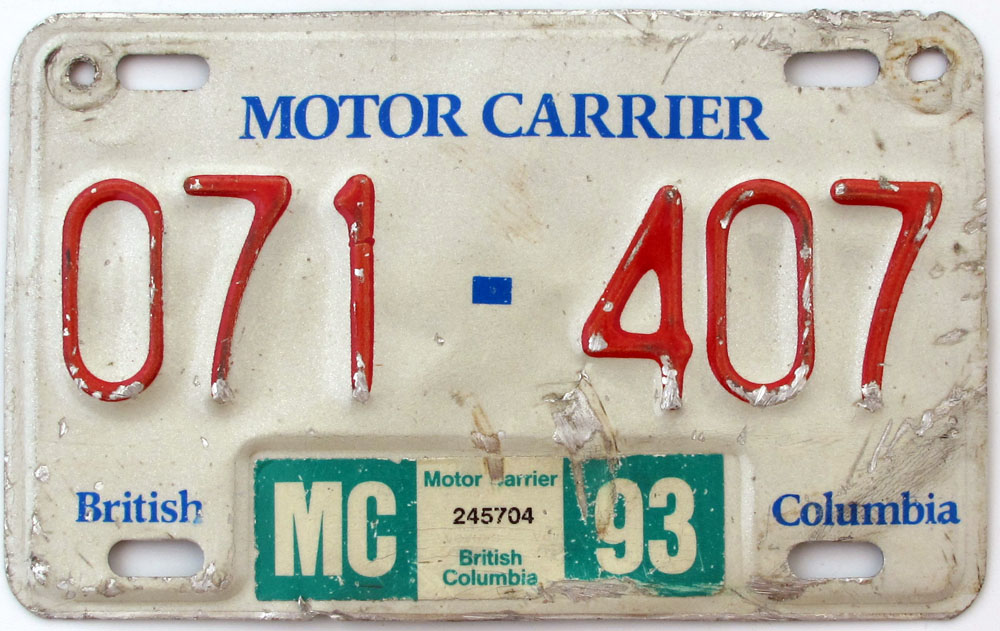 MOTOR CARRIER
071 - 407
British Columbia
MC 93
Motor Carrier
245704
British
Columbia